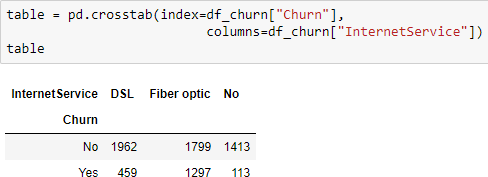 table = pd.crosstab(index=df_churn["Churn"],
columns=df_churn["InternetService"])
table
InternetService DSL Fiber optic No
Churn
No 1962 1799 1413
Yes 459 1297 113